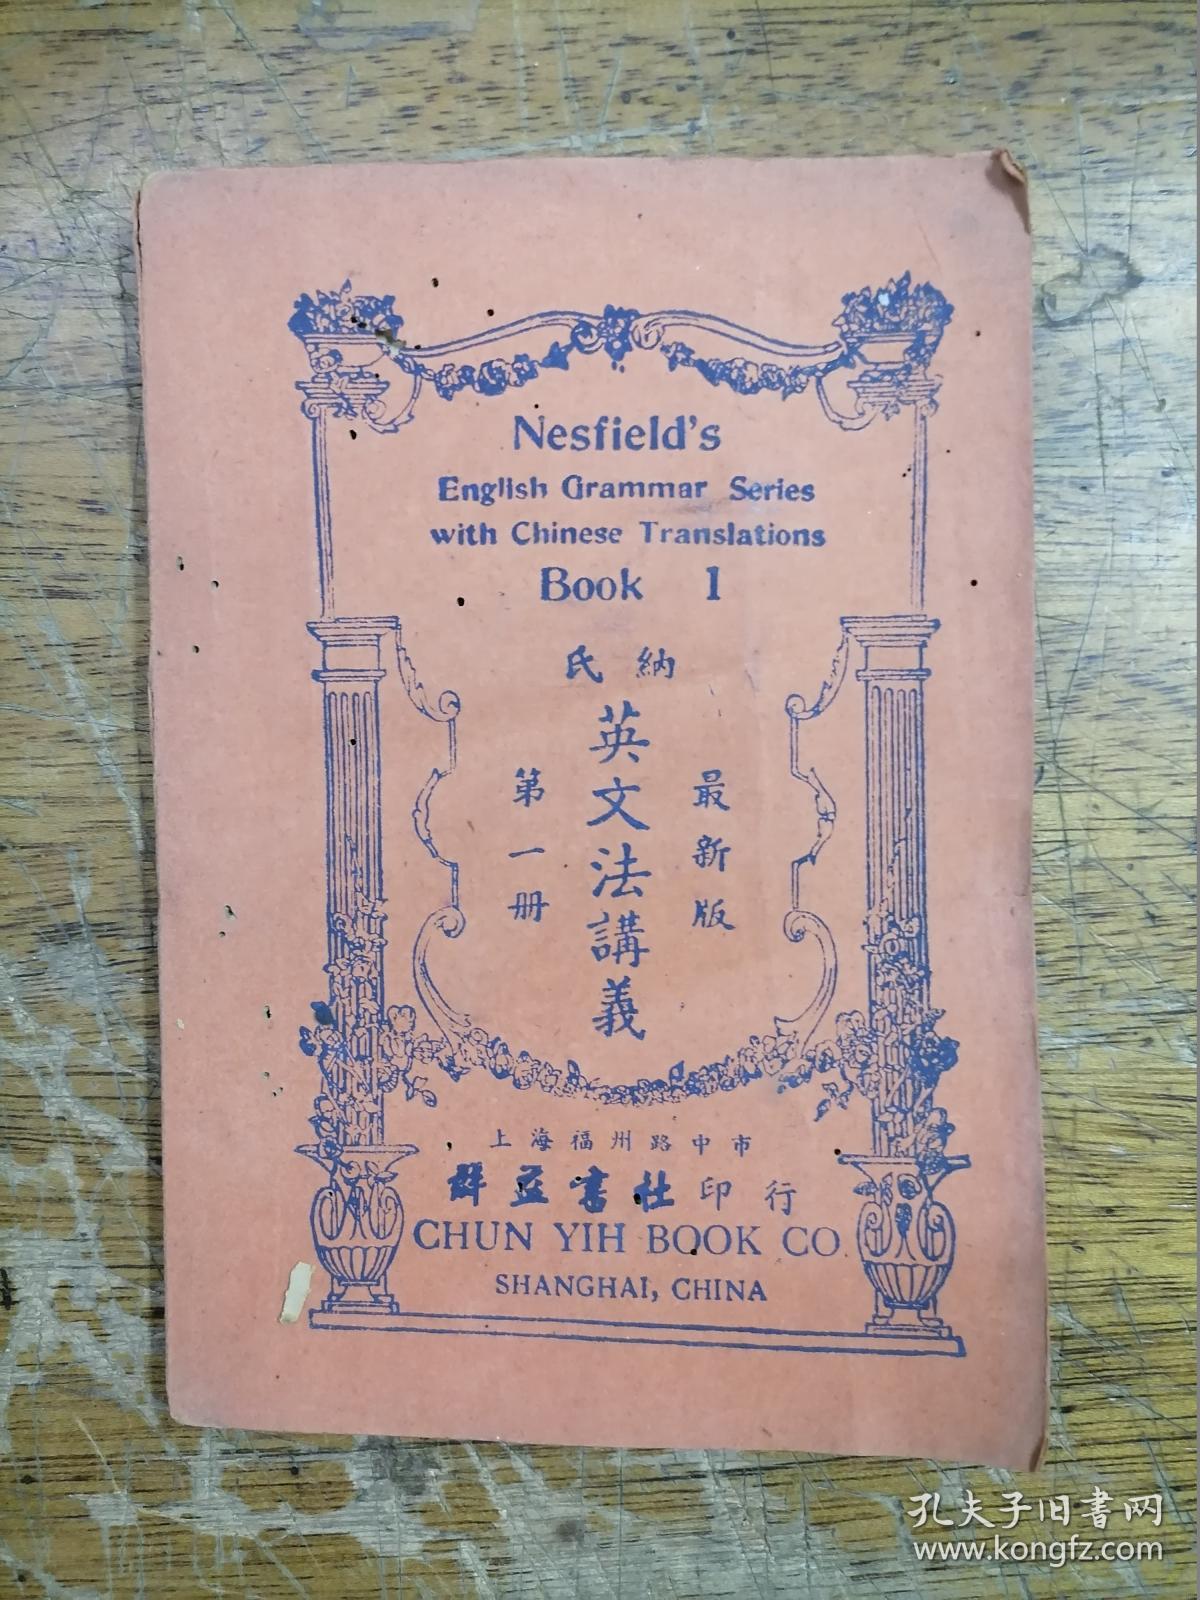 Nesfield's
English Grammar Series
with Chinese Translations
Book 1
納氏
最新版
英文法講義
第一册
上海福州路中市
群益書社印行
CHUN YIH BOOK CO
SHANGHAI, CHINA
孔夫子旧書网
www.kongfz.com